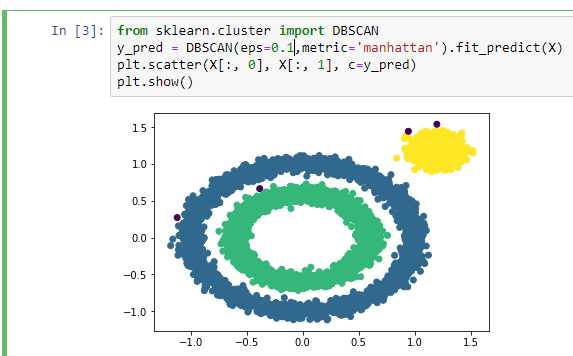 In [3]: from sklearn.cluster import DBSCAN
y_pred = DBSCAN(eps=0.1,metric='manhattan').fit_predict(X)
plt.scatter(X[:, 0], X[:, 1], c=y_pred)
plt.show()
1.5
1.0
0.5
0.0
−0.5
−1.0
−1.0 −0.5 0.0 0.5 1.0 1.5